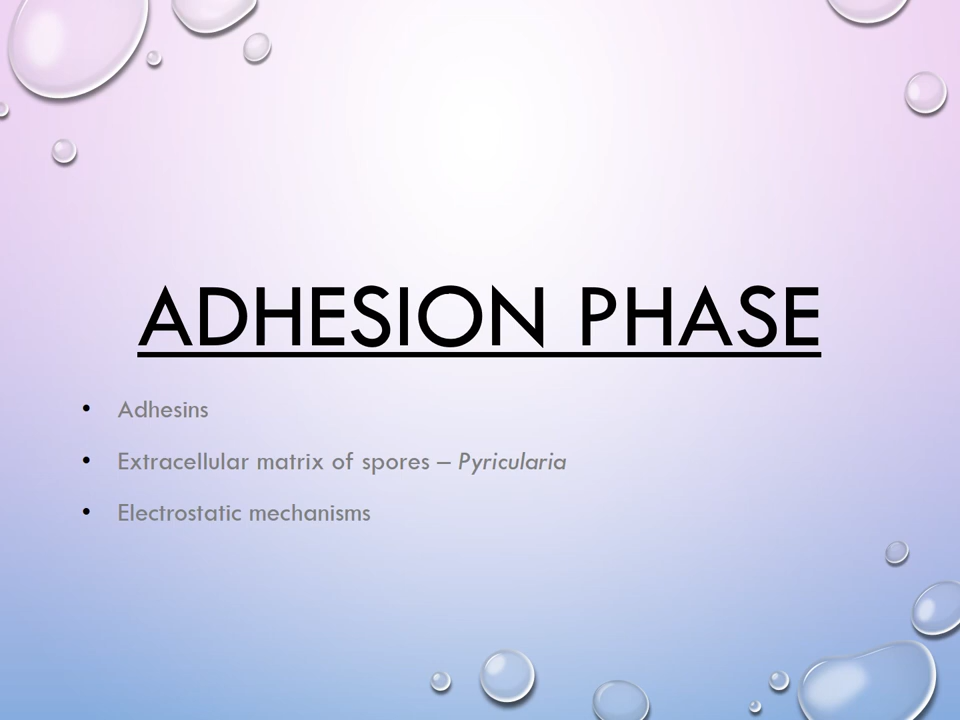 ADHESION PHASE
• Adhesins
• Extracellular matrix of spores – Pyricularia
• Electrostatic mechanisms